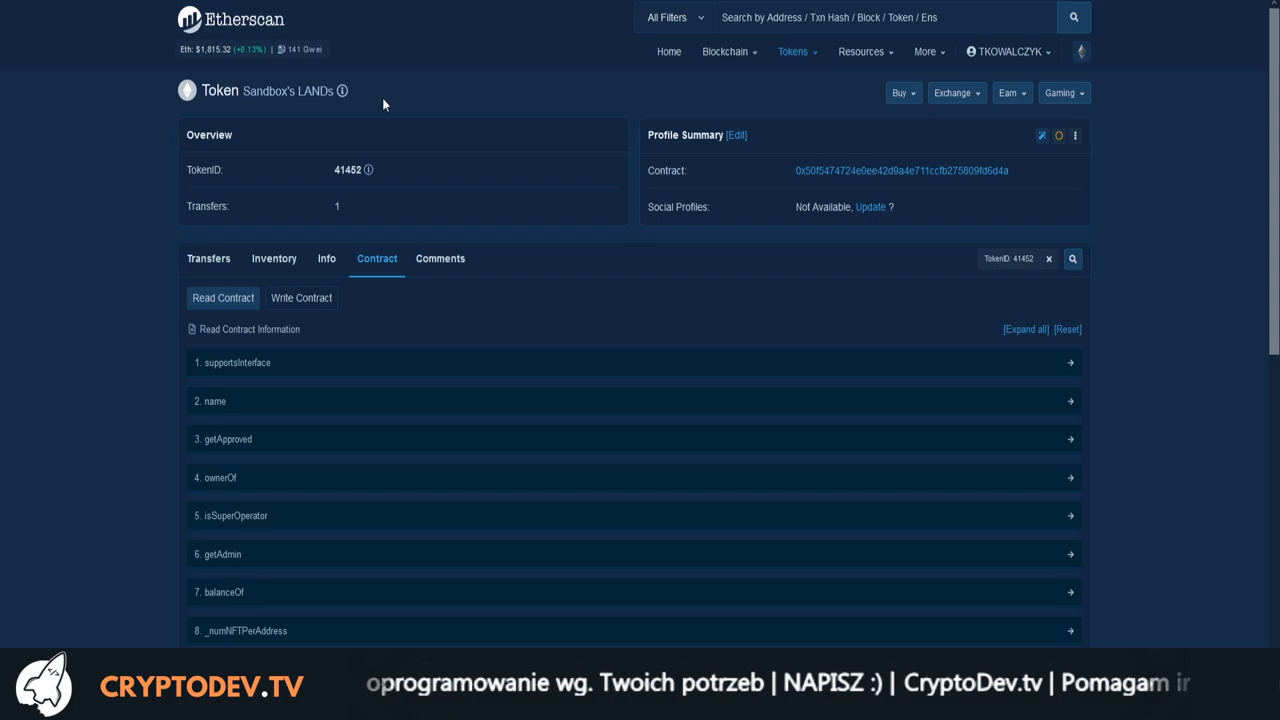 Etherscan
All Filters
Search by Address / Txn Hash / Block / Token / Ens
Eth: $1,815.32 (+0.13%) | 141 Gwei
Home
Blockchain
Tokens
Resources
More
TKOWALCZYK
Token Sandbox's LANDs
Buy
Exchange
Earn
Gaming
Overview
TokenID:
41452
Transfers:
1
Profile Summary [Edit]
Contract:
0x50f5474724e0ee42d9a4e711ccfb275809fd6d4a
Social Profiles:
Not Available, Update ?
Transfers
Inventory
Info
Contract
Comments
TokenID: 41452
Read Contract
Write Contract
Read Contract Information
[Expand all] [Reset]
1. supportsInterface
2. name
3. getApproved
4. ownerOf
5. isSuperOperator
6. getAdmin
7. balanceOf
8. _numNFTPerAddress
CRYPTODEV.TV
oprogramowanie wg. Twoich potrzeb | NAPISZ :) | CryptoDev.tv | Pomagam